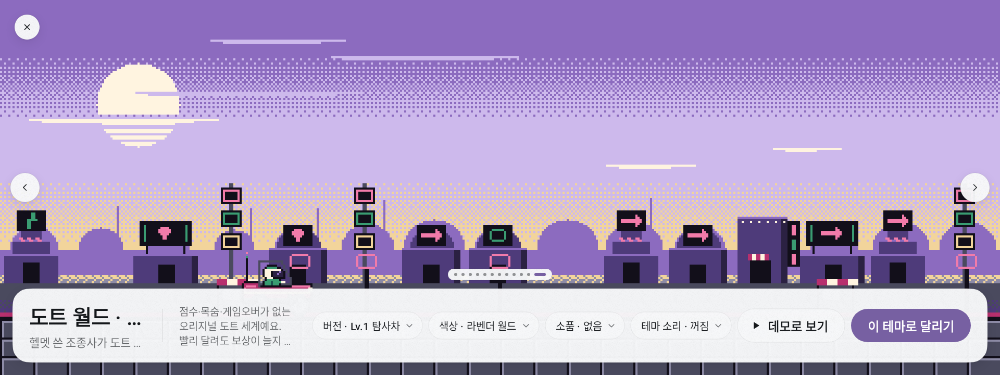 도트 월드 · ...
헬멧 쓴 조종사가 도트 ...
점수·목숨·게임오버가 없는
오리지널 도트 세계예요.
빨리 달려도 보상이 늘지 ...
버전 · Lv.1 탐사차
색상 · 라벤더 월드
소품 · 없음
테마 소리 · 꺼짐
데모로 보기
이 테마로 달리기